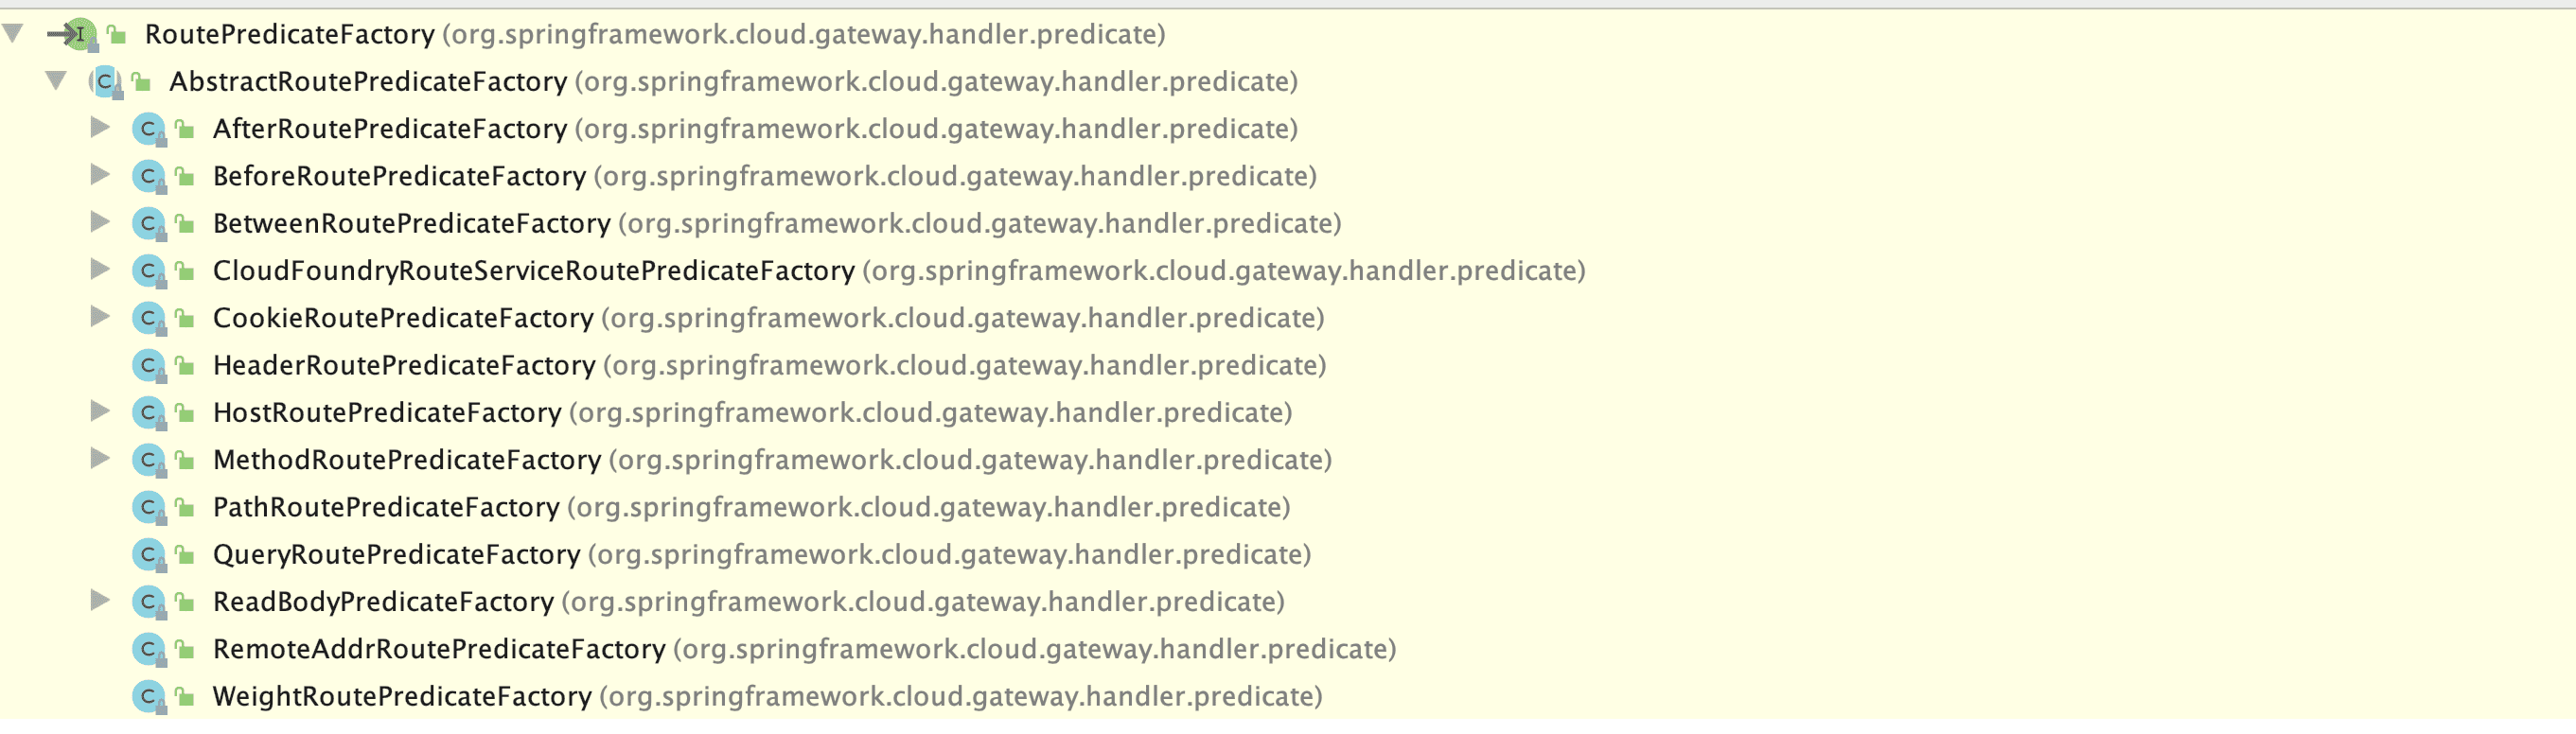 RoutePredicateFactory (org.springframework.cloud.gateway.handler.predicate)
AbstractRoutePredicateFactory (org.springframework.cloud.gateway.handler.predicate)
AfterRoutePredicateFactory (org.springframework.cloud.gateway.handler.predicate)
BeforeRoutePredicateFactory (org.springframework.cloud.gateway.handler.predicate)
BetweenRoutePredicateFactory (org.springframework.cloud.gateway.handler.predicate)
CloudFoundryRouteServiceRoutePredicateFactory (org.springframework.cloud.gateway.handler.predicate)
CookieRoutePredicateFactory (org.springframework.cloud.gateway.handler.predicate)
HeaderRoutePredicateFactory (org.springframework.cloud.gateway.handler.predicate)
HostRoutePredicateFactory (org.springframework.cloud.gateway.handler.predicate)
MethodRoutePredicateFactory (org.springframework.cloud.gateway.handler.predicate)
PathRoutePredicateFactory (org.springframework.cloud.gateway.handler.predicate)
QueryRoutePredicateFactory (org.springframework.cloud.gateway.handler.predicate)
ReadBodyPredicateFactory (org.springframework.cloud.gateway.handler.predicate)
RemoteAddrRoutePredicateFactory (org.springframework.cloud.gateway.handler.predicate)
WeightRoutePredicateFactory (org.springframework.cloud.gateway.handler.predicate)